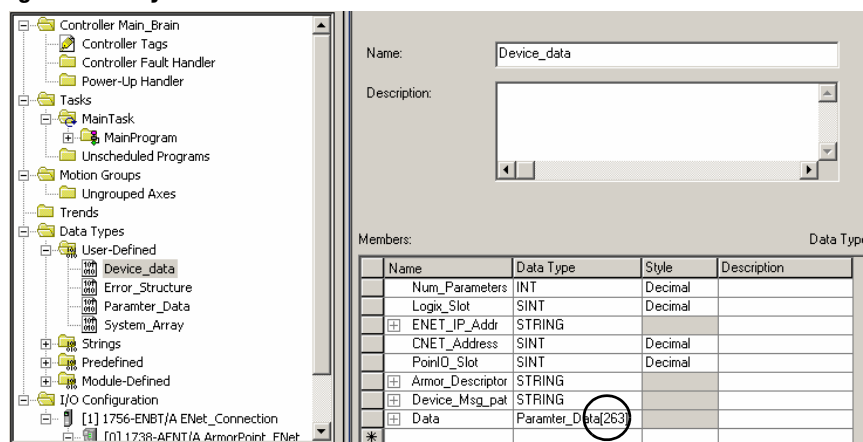 Controller Main_Brain
Controller Tags
Controller Fault Handler
Power-Up Handler
Tasks
MainTask
MainProgram
Unscheduled Programs
Motion Groups
Ungrouped Axes
Trends
Data Types
User-Defined
Device_data
Error_Structure
Paramter_Data
System_Array
Strings
Predefined
Module-Defined
I/O Configuration
[1] 1756-ENBT/A ENet_Connection
[0] 1738-AENT/A ArmorPoint_ENet
Name: Device_data
Description:
Members: Data Type
Name Data Type Style Description
Num_Parameters INT Decimal
Logix_Slot SINT Decimal
ENET_IP_Addr STRING
CNET_Address SINT Decimal
PoinIO_Slot SINT Decimal
Armor_Descriptor STRING
Device_Msg_pat STRING
Data Paramter_Data[263]